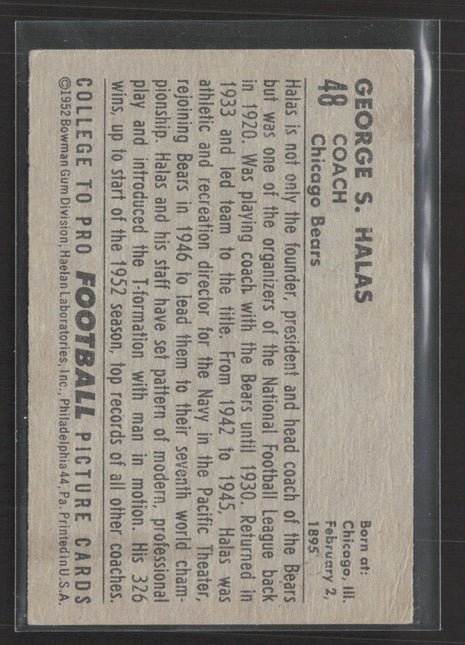 GEORGE S. HALAS
48 COACH
Chicago Bears
Born at:
Chicago, Ill.
February 2,
1895
Halas is not only the founder, president and head coach of the Bears
but was one of the organizers of the National Football League back
in 1920. Was playing coach with the Bears until 1930. Returned in
1933 and led team to the title. From 1942 to 1945, Halas was
athletic and recreation director for the Navy in the Pacific Theater,
rejoining Bears in 1946 to lead them to their seventh world cham-
pionship. Halas and his staff have set pattern of modern, professional
play and introduced the T-formation with man in motion. His 326
wins, up to start of the 1952 season, top records of all other coaches.
COLLEGE TO PRO FOOTBALL PICTURE CARDS
©1952 Bowman Gum Division, Haelan Laboratories, Inc., Philadelphia 44, Pa. Printed in U.S.A.